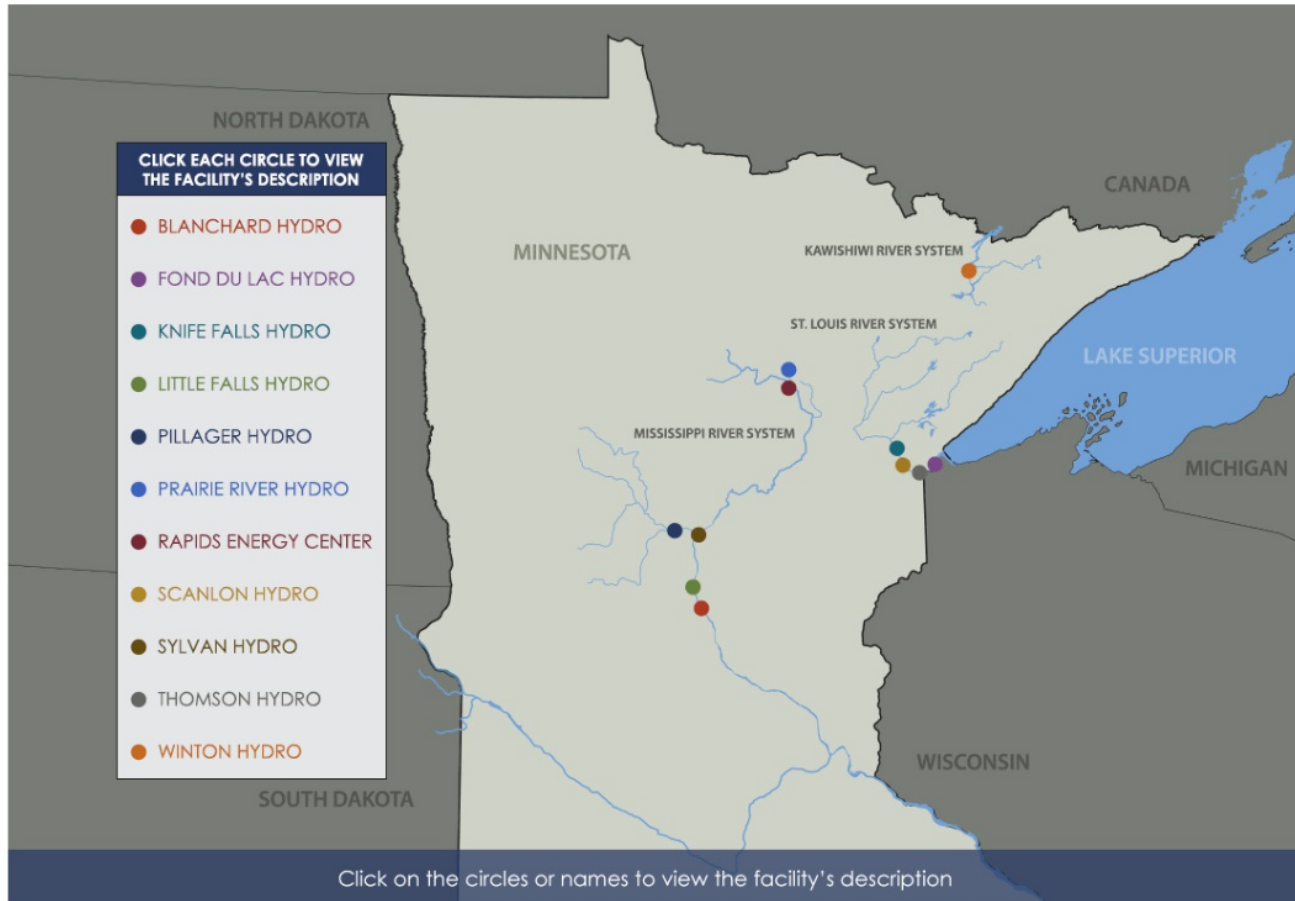 NORTH DAKOTA
CANADA
CLICK EACH CIRCLE TO VIEW
THE FACILITY'S DESCRIPTION
BLANCHARD HYDRO
FOND DU LAC HYDRO
KNIFE FALLS HYDRO
LITTLE FALLS HYDRO
PILLAGER HYDRO
PRAIRIE RIVER HYDRO
RAPIDS ENERGY CENTER
SCANLON HYDRO
SYLVAN HYDRO
THOMSON HYDRO
WINTON HYDRO
MINNESOTA
KAWISHIWI RIVER SYSTEM
ST. LOUIS RIVER SYSTEM
LAKE SUPERIOR
MISSISSIPPI RIVER SYSTEM
MICHIGAN
WISCONSIN
SOUTH DAKOTA
Click on the circles or names to view the facility's description